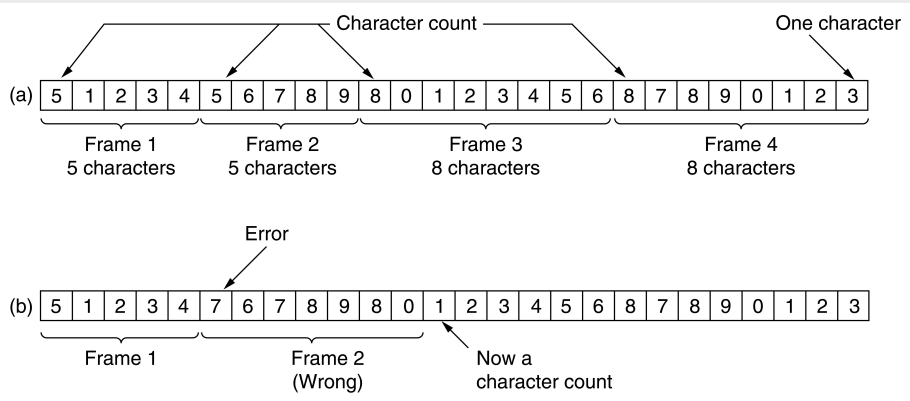 Character count
One character
(a) 5 1 2 3 4 5 6 7 8 9 8 0 1 2 3 4 5 6 8 7 8 9 0 1 2 3
Frame 1
5 characters
Frame 2
5 characters
Frame 3
8 characters
Frame 4
8 characters
Error
(b) 5 1 2 3 4 7 6 7 8 9 8 0 1 2 3 4 5 6 8 7 8 9 0 1 2 3
Frame 1
Frame 2
(Wrong)
Now a
character count